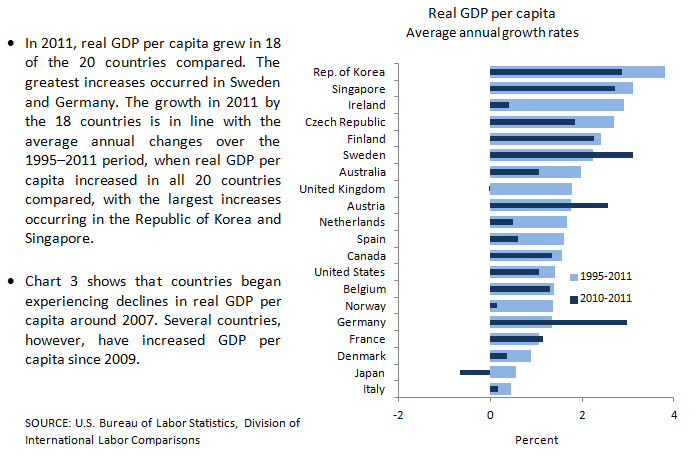 • In 2011, real GDP per capita grew in 18
of the 20 countries compared. The
greatest increases occurred in Sweden
and Germany. The growth in 2011 by
the 18 countries is in line with the
average annual changes over the
1995–2011 period, when real GDP per
capita increased in all 20 countries
compared, with the largest increases
occurring in the Republic of Korea and
Singapore.
• Chart 3 shows that countries began
experiencing declines in real GDP per
capita around 2007. Several countries,
however, have increased GDP per
capita since 2009.
SOURCE: U.S. Bureau of Labor Statistics, Division of
International Labor Comparisons
Real GDP per capita
Average annual growth rates
Rep. of Korea
Singapore
Ireland
Czech Republic
Finland
Sweden
Australia
United Kingdom
Austria
Netherlands
Spain
Canada
United States
Belgium
Norway
Germany
France
Denmark
Japan
Italy
1995-2011
2010-2011
-2 0 2 4
Percent